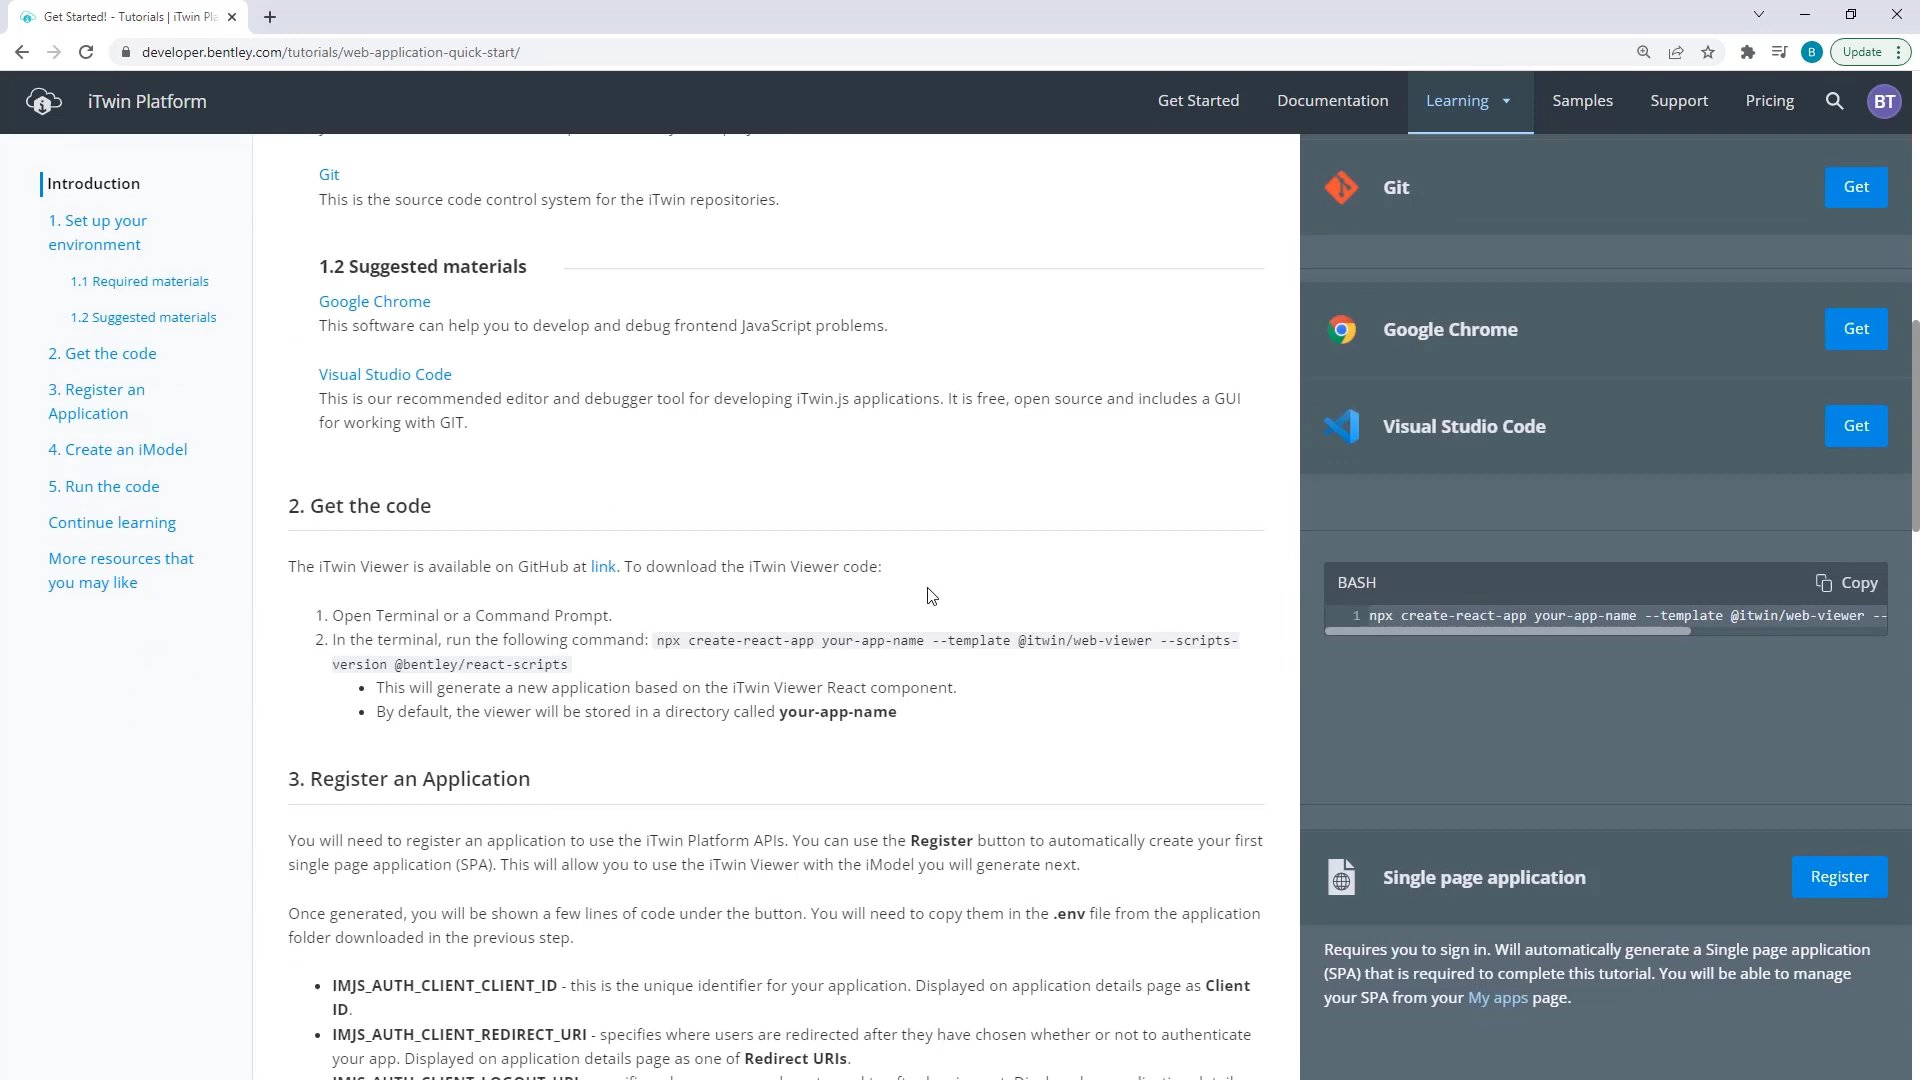 Get Started! - Tutorials | iTwin Pla
developer.bentley.com/tutorials/web-application-quick-start/
B
Update
iTwin Platform
Get Started
Documentation
Learning
Samples
Support
Pricing
BT
Introduction
1. Set up your
environment
1.1 Required materials
1.2 Suggested materials
2. Get the code
3. Register an
Application
4. Create an iModel
5. Run the code
Continue learning
More resources that
you may like
Git
This is the source code control system for the iTwin repositories.
1.2 Suggested materials
Google Chrome
This software can help you to develop and debug frontend JavaScript problems.
Visual Studio Code
This is our recommended editor and debugger tool for developing iTwin.js applications. It is free, open source and includes a GUI
for working with GIT.
2. Get the code
The iTwin Viewer is available on GitHub at link. To download the iTwin Viewer code:
1. Open Terminal or a Command Prompt.
2. In the terminal, run the following command: npx create-react-app your-app-name --template @itwin/web-viewer --scripts-
version @bentley/react-scripts
• This will generate a new application based on the iTwin Viewer React component.
• By default, the viewer will be stored in a directory called your-app-name
3. Register an Application
You will need to register an application to use the iTwin Platform APIs. You can use the Register button to automatically create your first
single page application (SPA). This will allow you to use the iTwin Viewer with the iModel you will generate next.
Once generated, you will be shown a few lines of code under the button. You will need to copy them in the .env file from the application
folder downloaded in the previous step.
• IMJS_AUTH_CLIENT_CLIENT_ID - this is the unique identifier for your application. Displayed on application details page as Client
ID.
• IMJS_AUTH_CLIENT_REDIRECT_URI - specifies where users are redirected after they have chosen whether or not to authenticate
your app. Displayed on application details page as one of Redirect URIs.
Git
Get
Google Chrome
Get
Visual Studio Code
Get
BASH
Copy
1 npx create-react-app your-app-name --template @itwin/web-viewer --
Single page application
Register
Requires you to sign in. Will automatically generate a Single page application
(SPA) that is required to complete this tutorial. You will be able to manage
your SPA from your My apps page.